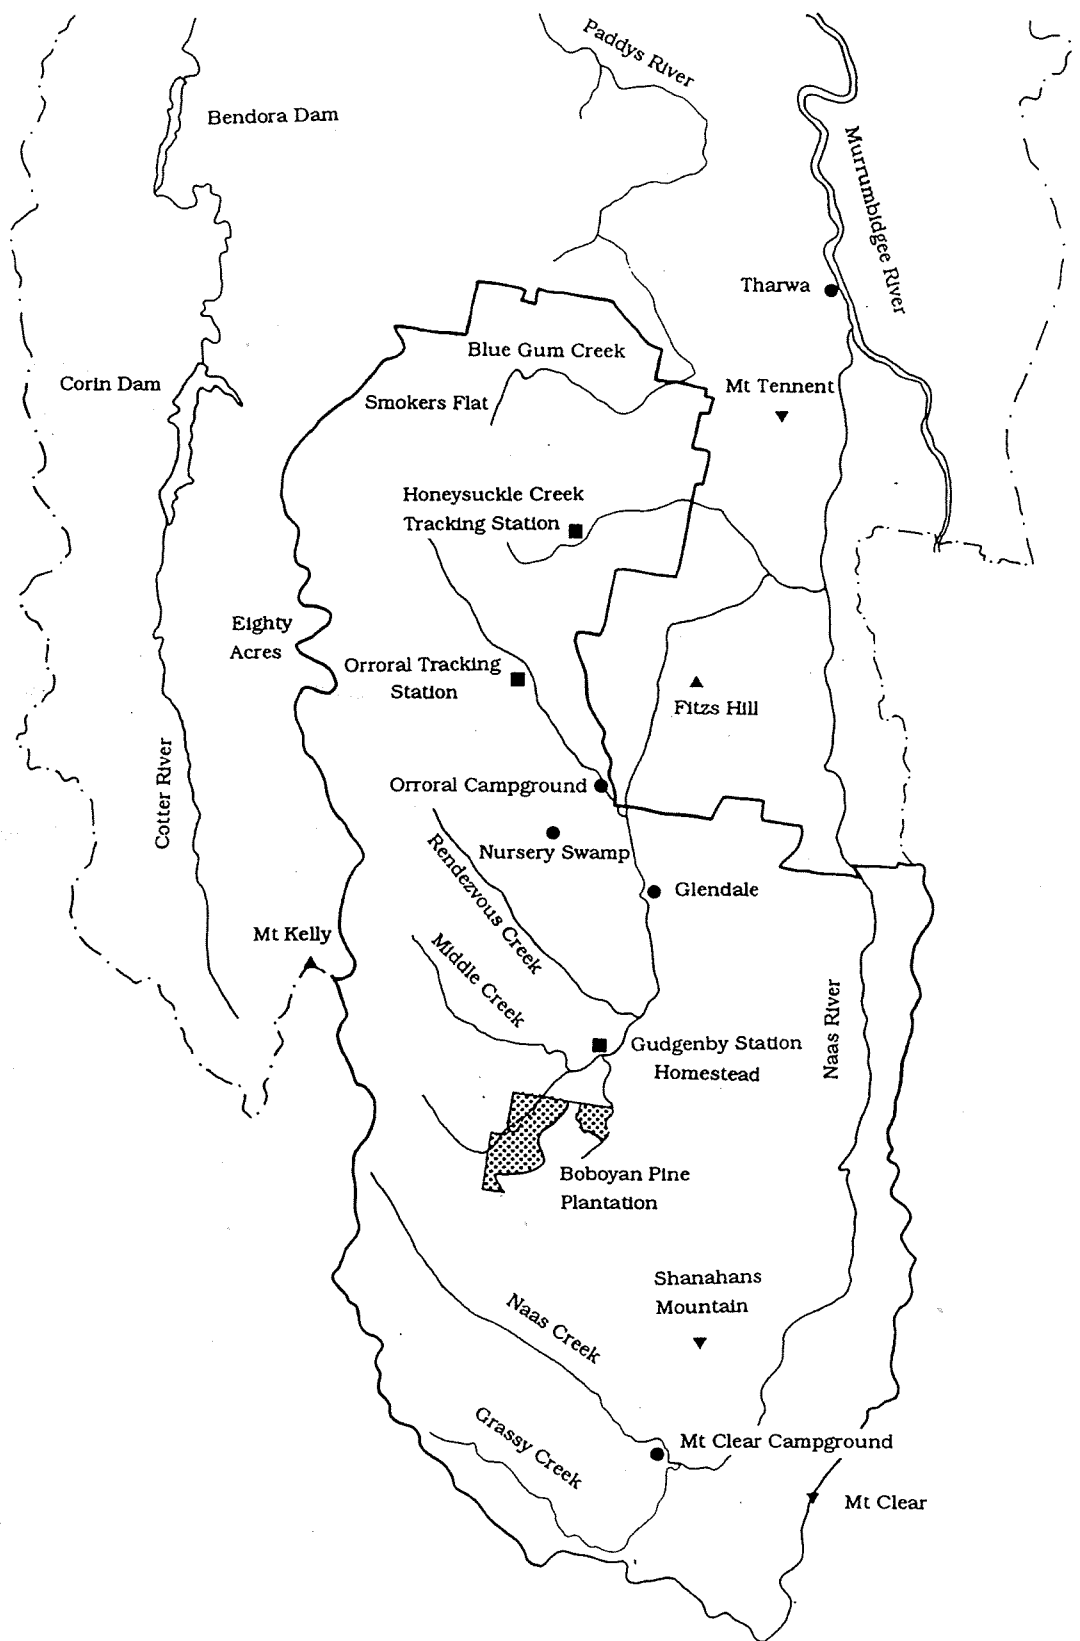 Paddys River
Bendora Dam
Murrumbidgee River
Tharwa
Blue Gum Creek
Corin Dam
Mt Tennent
Smokers Flat
Honeysuckle Creek
Tracking Station
Eighty
Acres
Orroral Tracking
Station
Fitzs Hill
Cotter River
Orroral Campground
Rendezvous Creek
Nursery Swamp
Glendale
Mt Kelly
Middle Creek
Naas River
Gudgenby Station
Homestead
Boboyan Pine
Plantation
Shanahans
Mountain
Naas Creek
Grassy Creek
Mt Clear Campground
Mt Clear